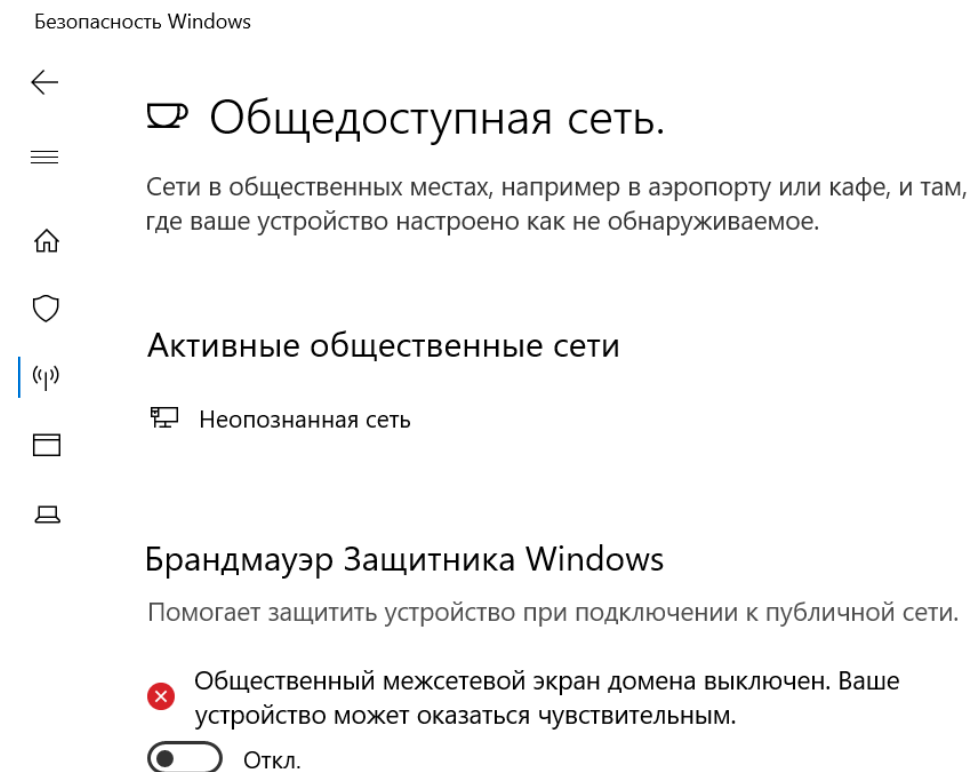 Безопасность Windows
Общедоступная сеть.
Сети в общественных местах, например в аэропорту или кафе, и там,
где ваше устройство настроено как не обнаруживаемое.
Активные общественные сети
Неопознанная сеть
Брандмауэр Защитника Windows
Помогает защитить устройство при подключении к публичной сети.
Общественный межсетевой экран домена выключен. Ваше
устройство может оказаться чувствительным.
Откл.